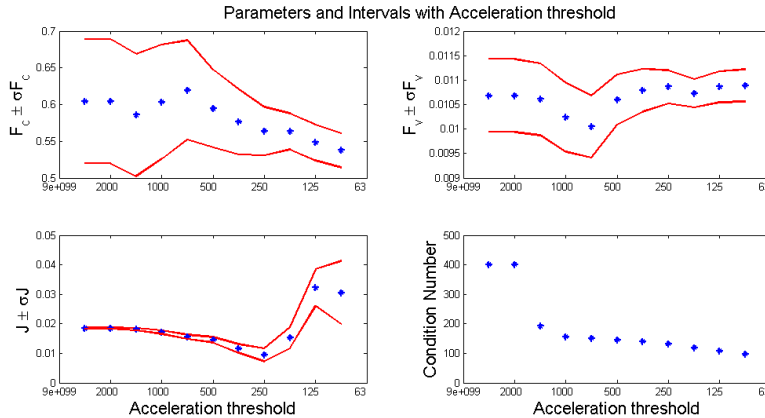 Parameters and Intervals with Acceleration threshold
0.7
0.65
0.6
0.55
0.5
F_C ± σF_C
9e+099 2000 1000 500 250 125 63
0.0115
0.011
0.0105
0.01
0.0095
0.009
F_V ± σF_V
9e+099 2000 1000 500 250 125 63
0.05
0.04
0.03
0.02
0.01
0
J ± σJ
9e+099 2000 1000 500 250 125 63
Acceleration threshold
500
400
300
200
100
0
Condition Number
9e+099 2000 1000 500 250 125 63
Acceleration threshold